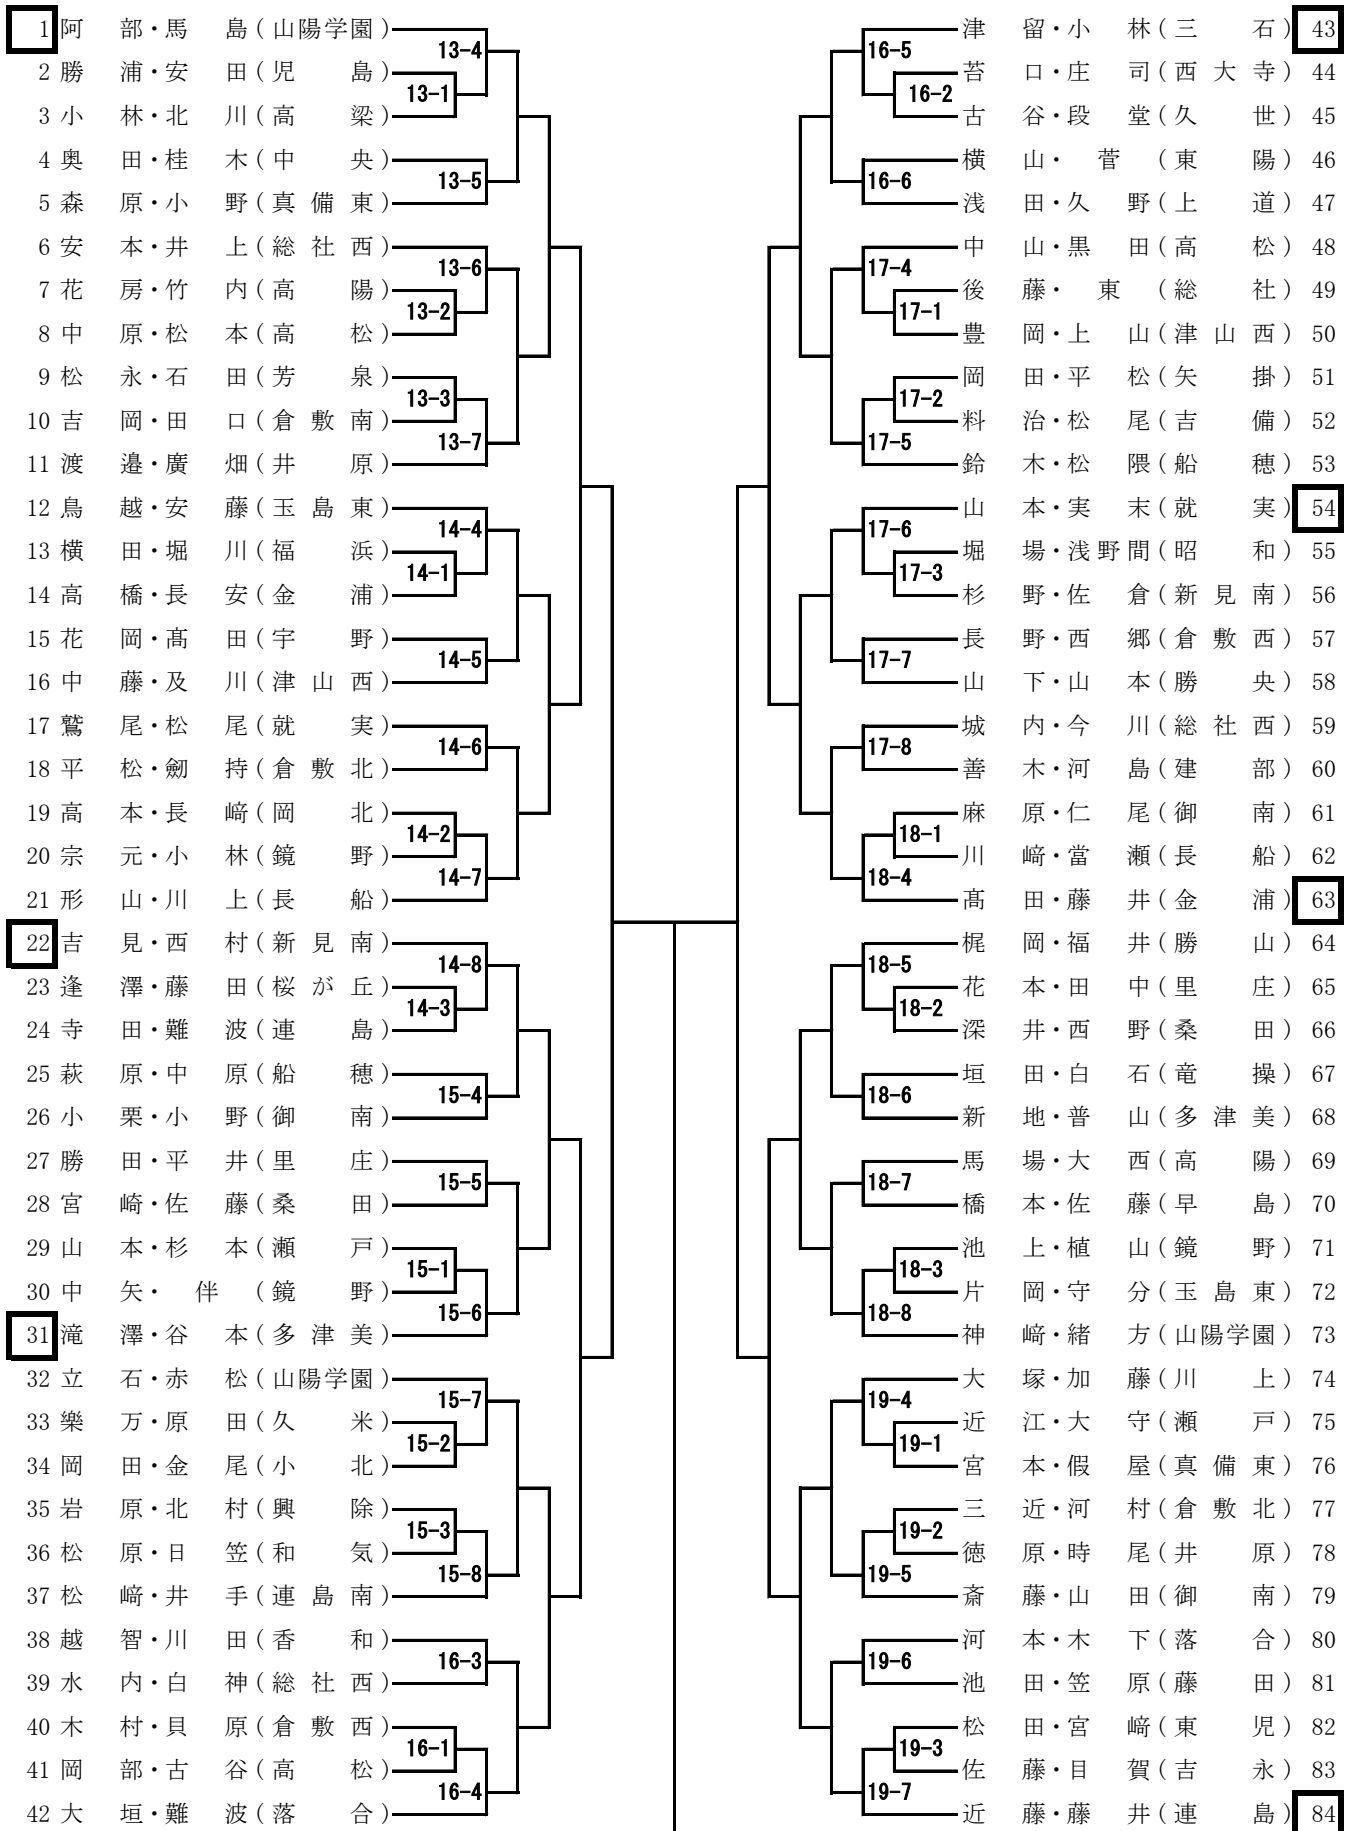 1 阿部・馬島(山陽学園)
13-4
2 勝浦・安田(児島)
13-1
3 小林・北川(高梁)
4 奥田・桂木(中央)
13-5
5 森原・小野(真備東)
6 安本・井上(総社西)
13-6
7 花房・竹内(高陽)
13-2
8 中原・松本(高松)
9 松永・石田(芳泉)
13-3
10 吉岡・田口(倉敷南)
13-7
11 渡邉・廣畑(井原)
12 鳥越・安藤(玉島東)
14-4
13 横田・堀川(福浜)
14-1
14 高橋・長安(金浦)
15 花岡・髙田(宇野)
14-5
16 中藤・及川(津山西)
17 鷲尾・松尾(就実)
14-6
18 平松・劒持(倉敷北)
19 高本・長﨑(岡北)
14-2
20 宗元・小林(鏡野)
14-7
21 形山・川上(長船)
22 吉見・西村(新見南)
14-8
23 逢澤・藤田(桜が丘)
14-3
24 寺田・難波(連島)
25 萩原・中原(船穂)
15-4
26 小栗・小野(御南)
27 勝田・平井(里庄)
15-5
28 宮崎・佐藤(桑田)
29 山本・杉本(瀬戸)
15-1
30 中矢・伴(鏡野)
15-6
31 滝澤・谷本(多津美)
32 立石・赤松(山陽学園)
15-7
33 樂万・原田(久米)
15-2
34 岡田・金尾(小北)
35 岩原・北村(興除)
15-3
36 松原・日笠(和気)
15-8
37 松﨑・井手(連島南)
38 越智・川田(香和)
16-3
39 水内・白神(総社西)
40 木村・貝原(倉敷西)
16-1
41 岡部・古谷(高松)
16-4
42 大垣・難波(落合)
津留・小林(三石) 43
16-5
苔口・庄司(西大寺) 44
16-2
古谷・段堂(久世) 45
横山・菅(東陽) 46
16-6
浅田・久野(上道) 47
中山・黒田(高松) 48
17-4
後藤・東(総社) 49
17-1
豊岡・上山(津山西) 50
岡田・平松(矢掛) 51
17-2
料治・松尾(吉備) 52
17-5
鈴木・松隈(船穂) 53
山本・実末(就実) 54
17-6
堀場・浅野間(昭和) 55
17-3
杉野・佐倉(新見南) 56
長野・西郷(倉敷西) 57
17-7
山下・山本(勝央) 58
城内・今川(総社西) 59
17-8
善木・河島(建部) 60
麻原・仁尾(御南) 61
18-1
川﨑・當瀬(長船) 62
18-4
髙田・藤井(金浦) 63
梶岡・福井(勝山) 64
18-5
花本・田中(里庄) 65
18-2
深井・西野(桑田) 66
垣田・白石(竜操) 67
18-6
新地・普山(多津美) 68
馬場・大西(高陽) 69
18-7
橋本・佐藤(早島) 70
池上・植山(鏡野) 71
18-3
片岡・守分(玉島東) 72
18-8
神﨑・緒方(山陽学園) 73
大塚・加藤(川上) 74
19-4
近江・大守(瀬戸) 75
19-1
宮本・假屋(真備東) 76
三近・河村(倉敷北) 77
19-2
徳原・時尾(井原) 78
19-5
斎藤・山田(御南) 79
河本・木下(落合) 80
19-6
池田・笠原(藤田) 81
松田・宮﨑(東児) 82
19-3
佐藤・目賀(吉永) 83
19-7
近藤・藤井(連島) 84